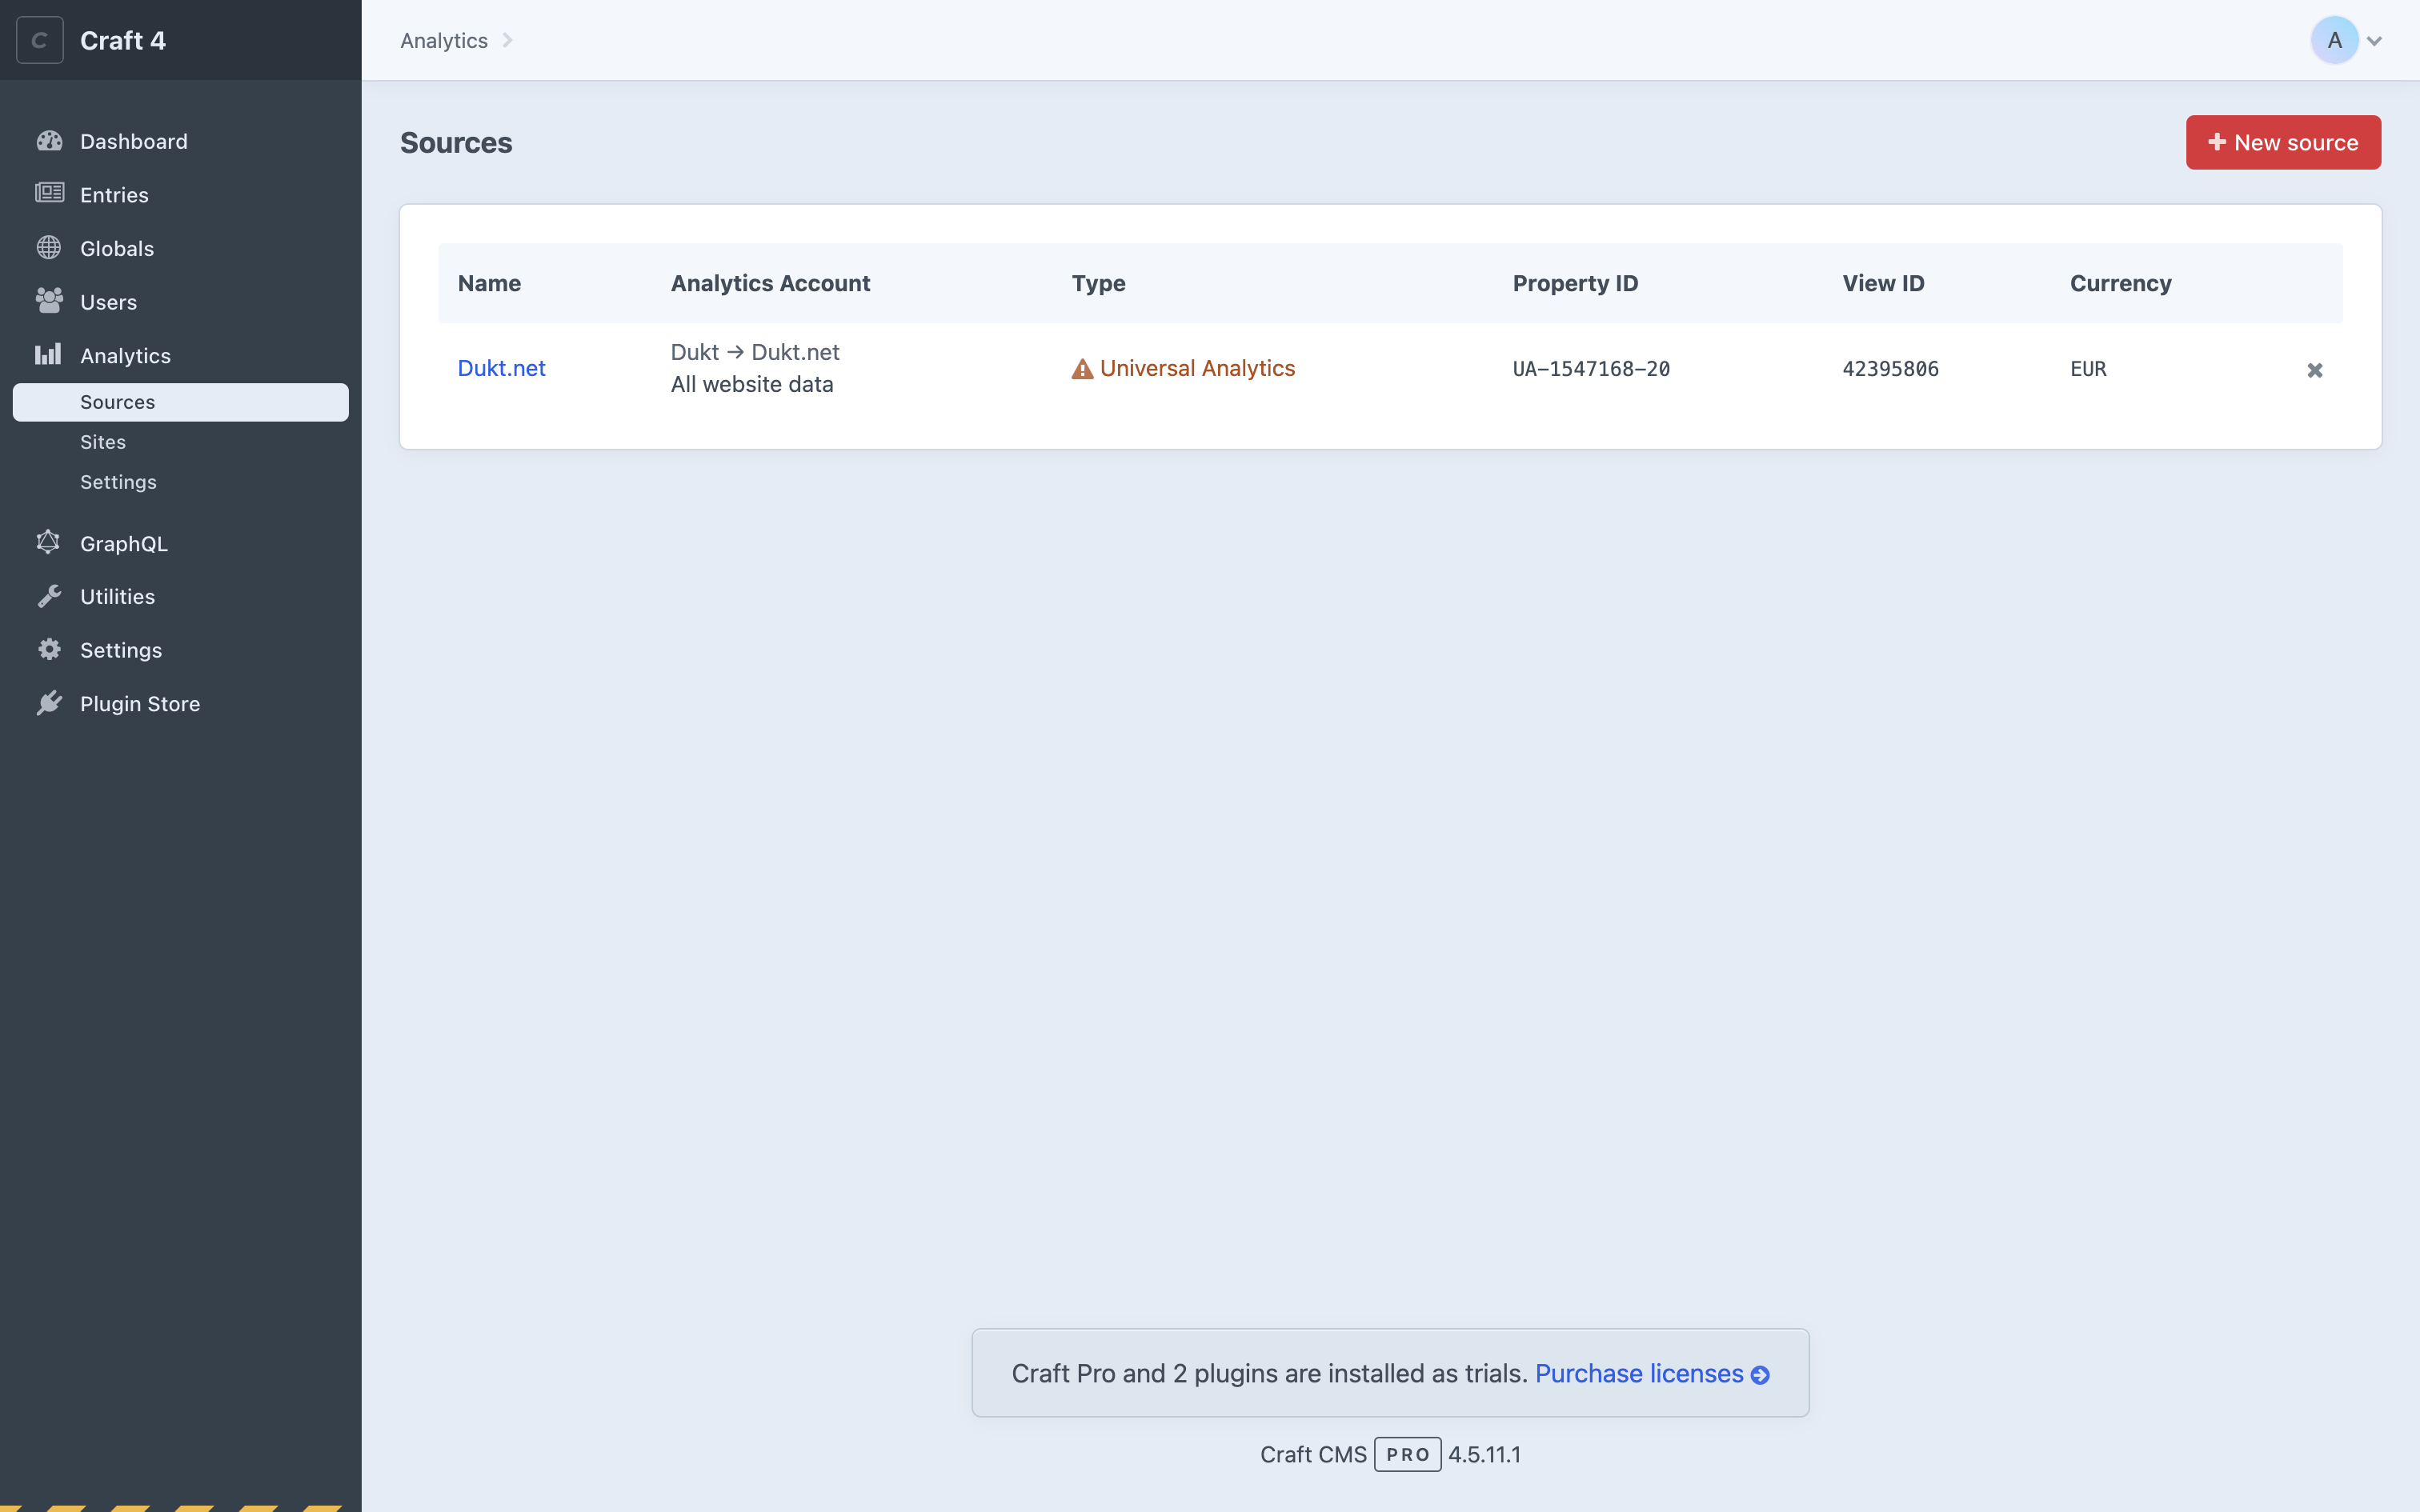 C Craft 4
Dashboard
Entries
Globals
Users
Analytics
Sources
Sites
Settings
GraphQL
Utilities
Settings
Plugin Store
Analytics
A
Sources
New source
Name Analytics Account Type Property ID View ID Currency
Dukt.net Dukt → Dukt.net Universal Analytics UA-1547168-20 42395806 EUR
All website data
Craft Pro and 2 plugins are installed as trials. Purchase licenses
Craft CMS PRO 4.5.11.1